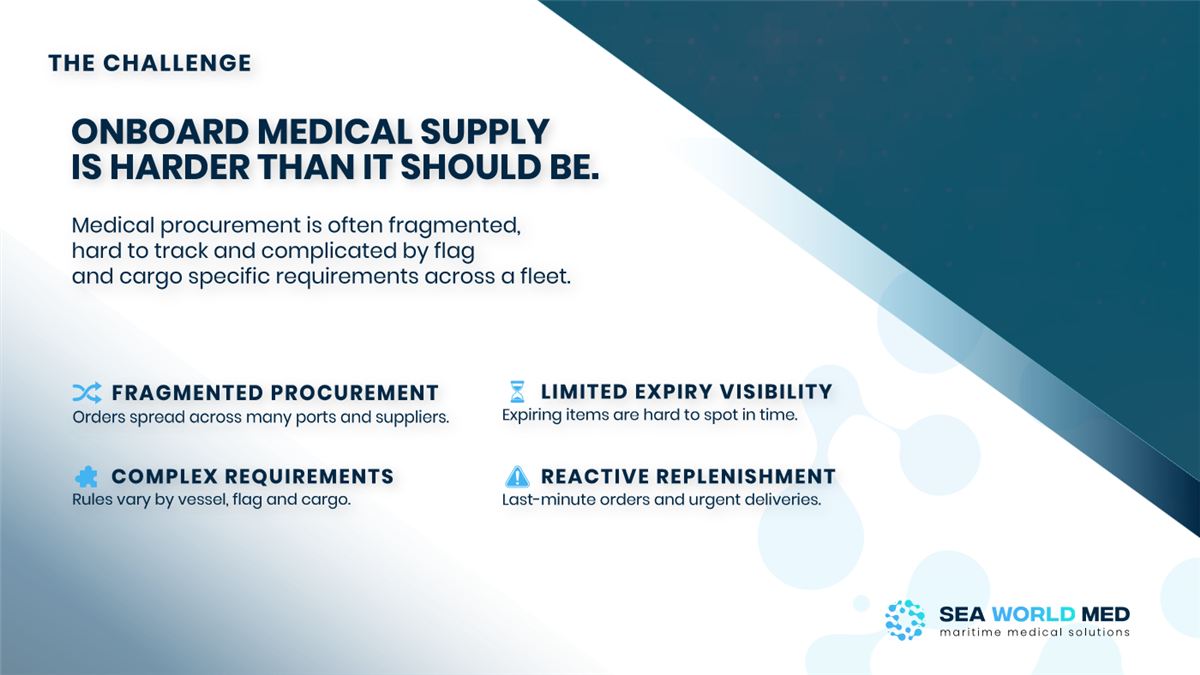 THE CHALLENGE
ONBOARD MEDICAL SUPPLY
IS HARDER THAN IT SHOULD BE.
Medical procurement is often fragmented,
hard to track and complicated by flag
and cargo specific requirements across a fleet.
FRAGMENTED PROCUREMENT
Orders spread across many ports and suppliers.
LIMITED EXPIRY VISIBILITY
Expiring items are hard to spot in time.
COMPLEX REQUIREMENTS
Rules vary by vessel, flag and cargo.
REACTIVE REPLENISHMENT
Last-minute orders and urgent deliveries.
SEA WORLD MED
maritime medical solutions